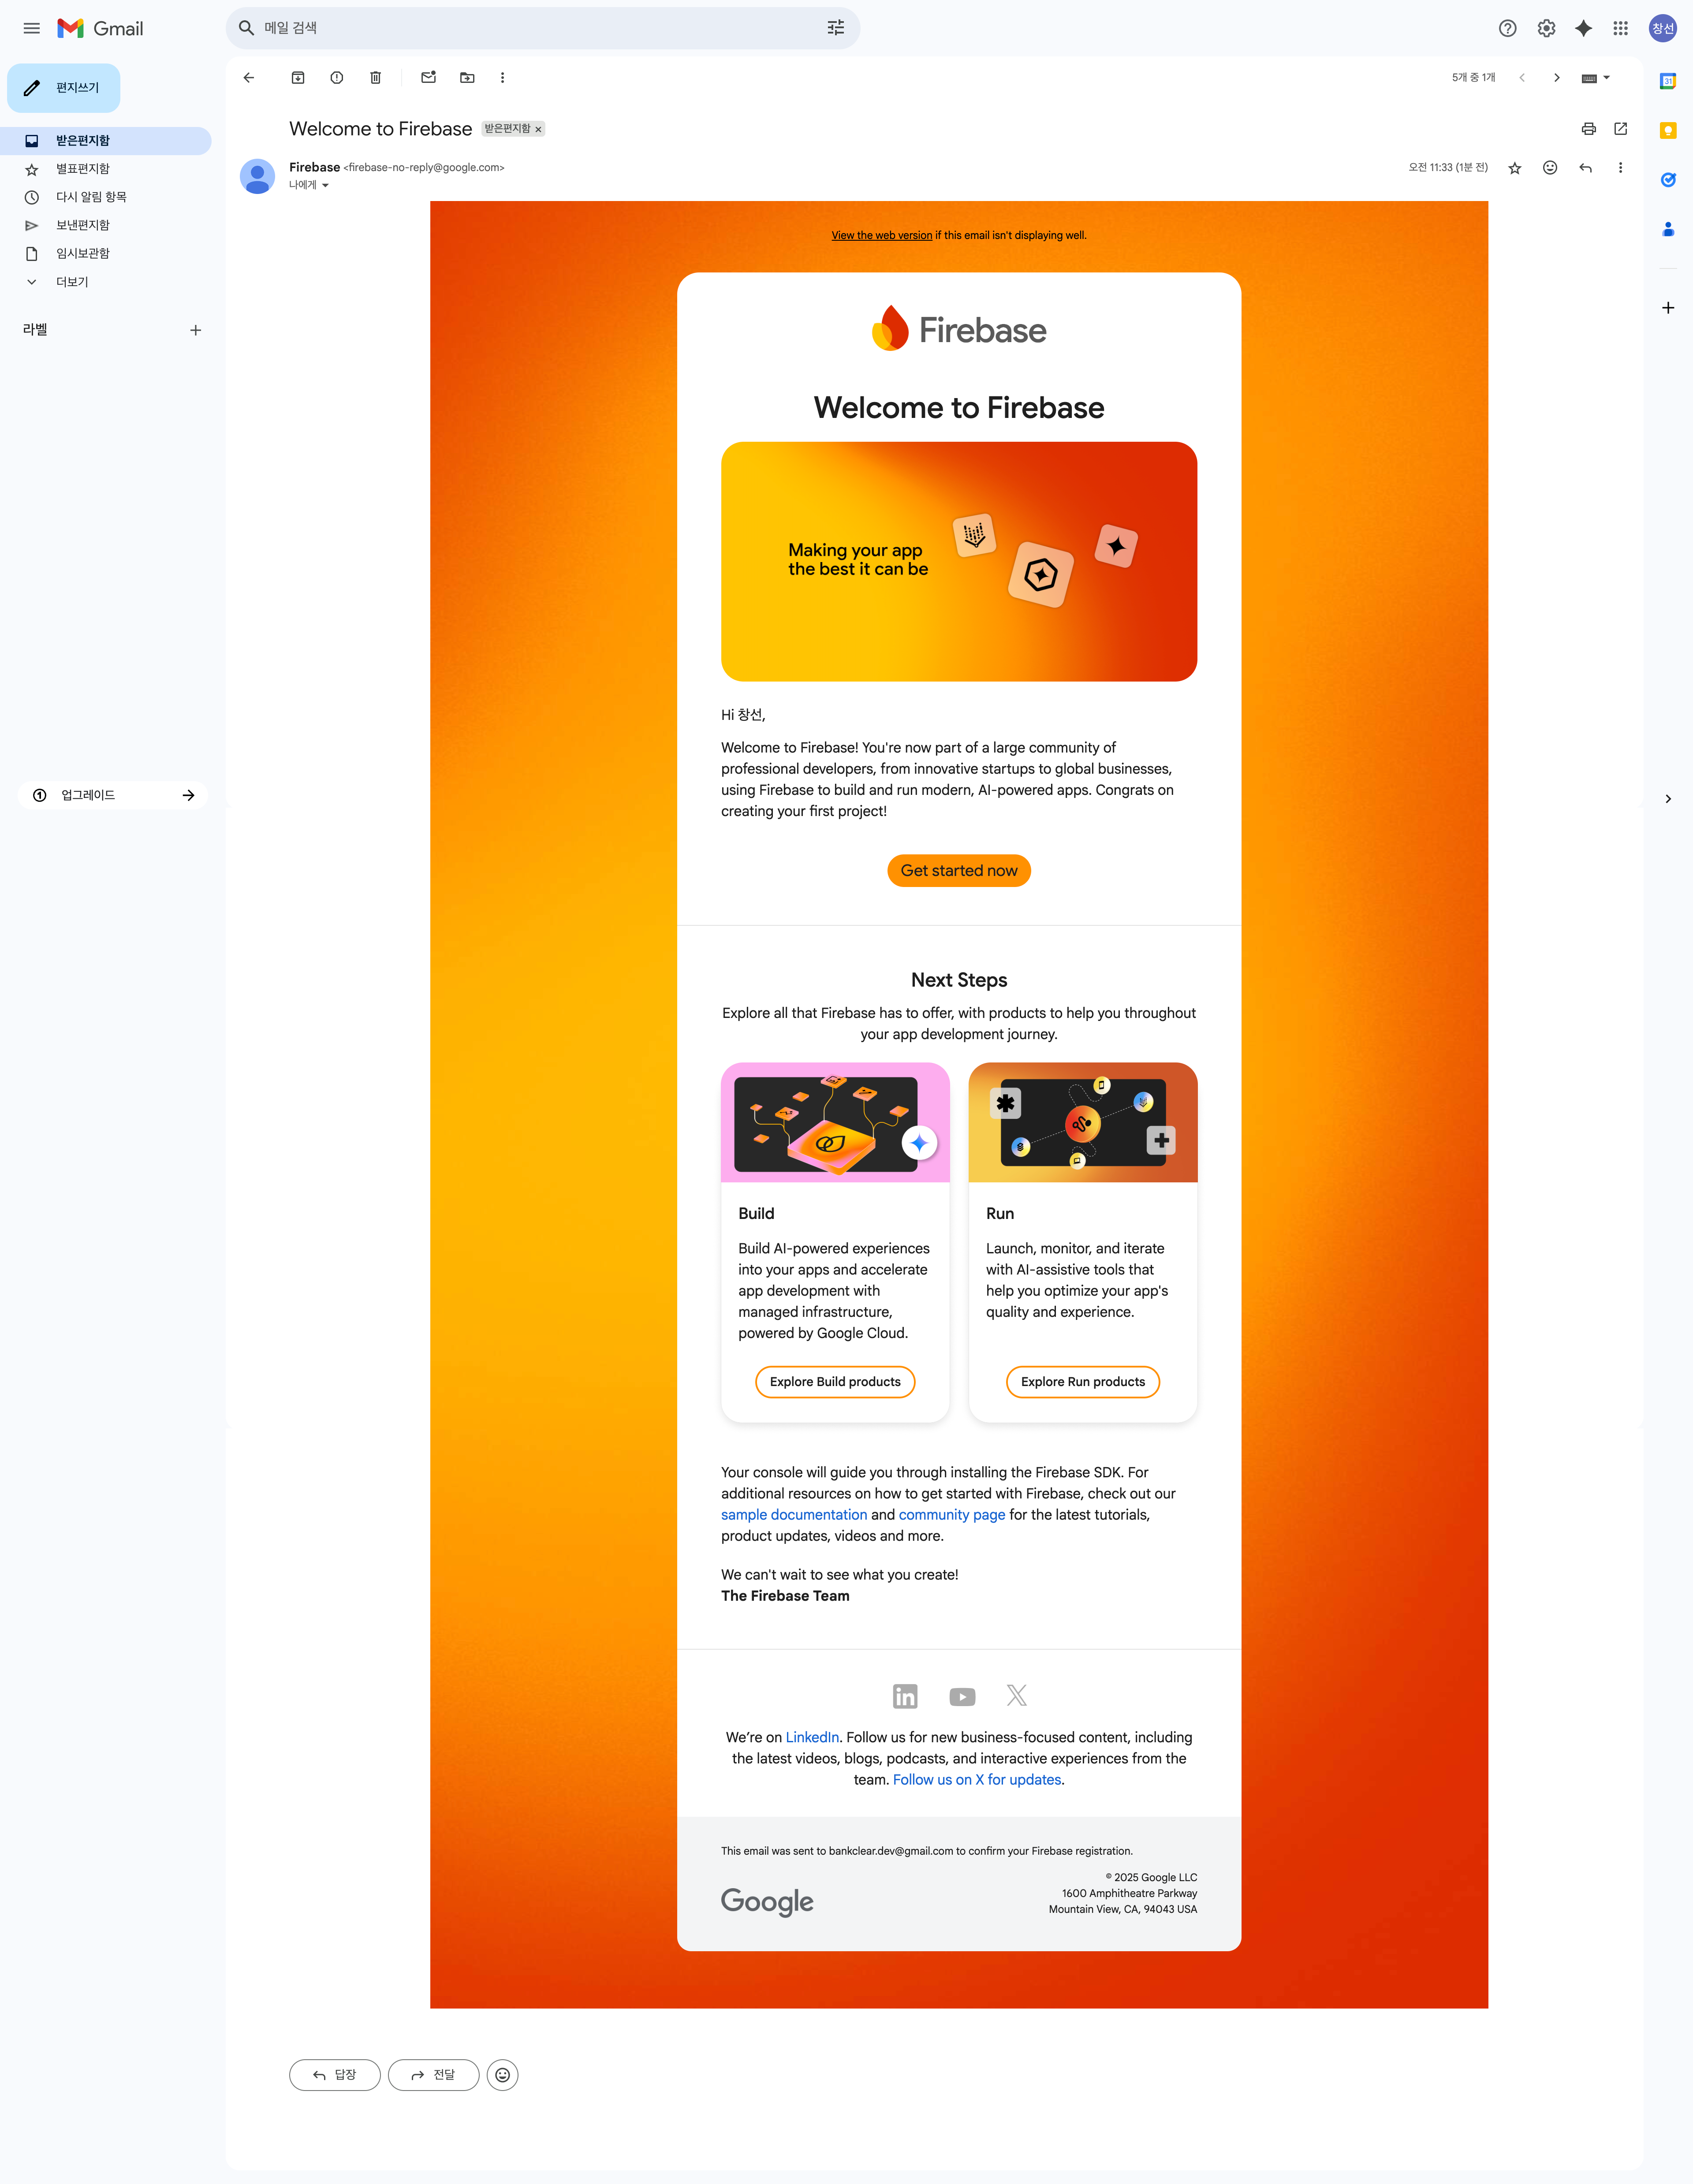 Gmail
메일 검색
창선
편지쓰기
5개 중 1개
받은편지함
별표편지함
다시 알림 항목
보낸편지함
임시보관함
더보기
라벨
업그레이드
Welcome to Firebase 받은편지함 ×
Firebase <firebase-no-reply@google.com>
오전 11:33 (1분 전)
나에게
View the web version if this email isn't displaying well.
Firebase
Welcome to Firebase
Making your app
the best it can be
Hi 창선,
Welcome to Firebase! You're now part of a large community of
professional developers, from innovative startups to global businesses,
using Firebase to build and run modern, AI-powered apps. Congrats on
creating your first project!
Get started now
Next Steps
Explore all that Firebase has to offer, with products to help you throughout
your app development journey.
Build
Build AI-powered experiences
into your apps and accelerate
app development with
managed infrastructure,
powered by Google Cloud.
Explore Build products
Run
Launch, monitor, and iterate
with AI-assistive tools that
help you optimize your app's
quality and experience.
Explore Run products
Your console will guide you through installing the Firebase SDK. For
additional resources on how to get started with Firebase, check out our
sample documentation and community page for the latest tutorials,
product updates, videos and more.
We can't wait to see what you create!
The Firebase Team
We’re on LinkedIn. Follow us for new business-focused content, including
the latest videos, blogs, podcasts, and interactive experiences from the
team. Follow us on X for updates.
This email was sent to bankclear.dev@gmail.com to confirm your Firebase registration.
Google
© 2025 Google LLC
1600 Amphitheatre Parkway
Mountain View, CA, 94043 USA
답장
전달
31